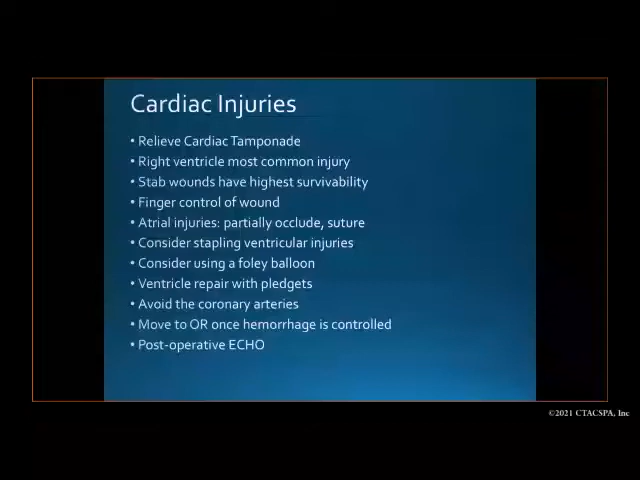 Cardiac Injuries
• Relieve Cardiac Tamponade
• Right ventricle most common injury
• Stab wounds have highest survivability
• Finger control of wound
• Atrial injuries: partially occlude, suture
• Consider stapling ventricular injuries
• Consider using a foley balloon
• Ventricle repair with pledgets
• Avoid the coronary arteries
• Move to OR once hemorrhage is controlled
• Post-operative ECHO
©2021 CTACSPA, Inc